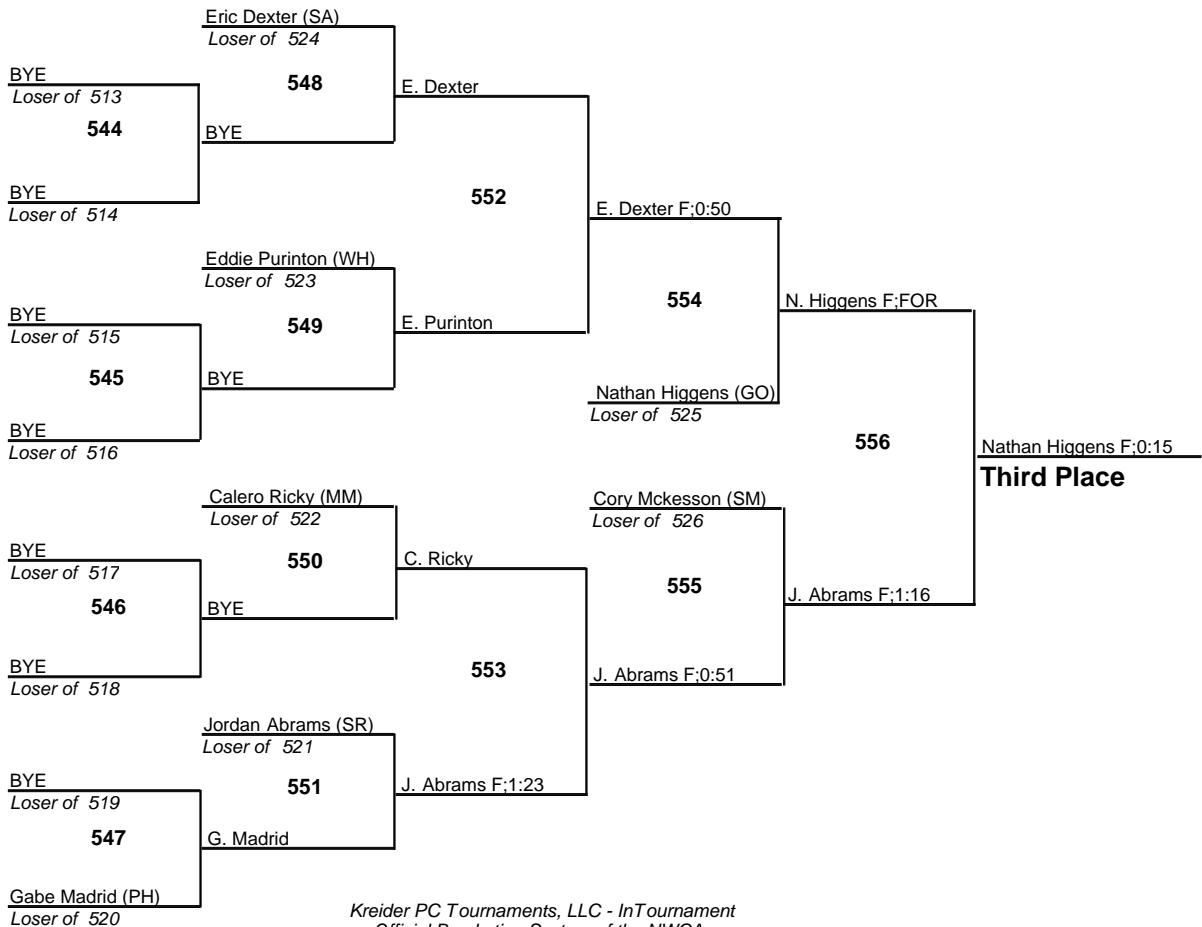 Eric Dexter (SA)
Loser of 524
BYE
Loser of 513
548
E. Dexter
544
BYE
BYE
Loser of 514
552
E. Dexter F;0:50
Eddie Purinton (WH)
Loser of 523
554
N. Higgens F;FOR
BYE
Loser of 515
549
E. Purinton
545
BYE
Nathan Higgens (GO)
Loser of 525
BYE
Loser of 516
556
Nathan Higgens F;0:15
Third Place
Calero Ricky (MM)
Loser of 522
Cory Mckesson (SM)
Loser of 526
BYE
Loser of 517
550
C. Ricky
555
546
BYE
J. Abrams F;1:16
BYE
Loser of 518
553
J. Abrams F;0:51
Jordan Abrams (SR)
Loser of 521
BYE
Loser of 519
551
J. Abrams F;1:23
547
G. Madrid
Gabe Madrid (PH)
Loser of 520
Kreider PC Tournaments, LLC - InTournament